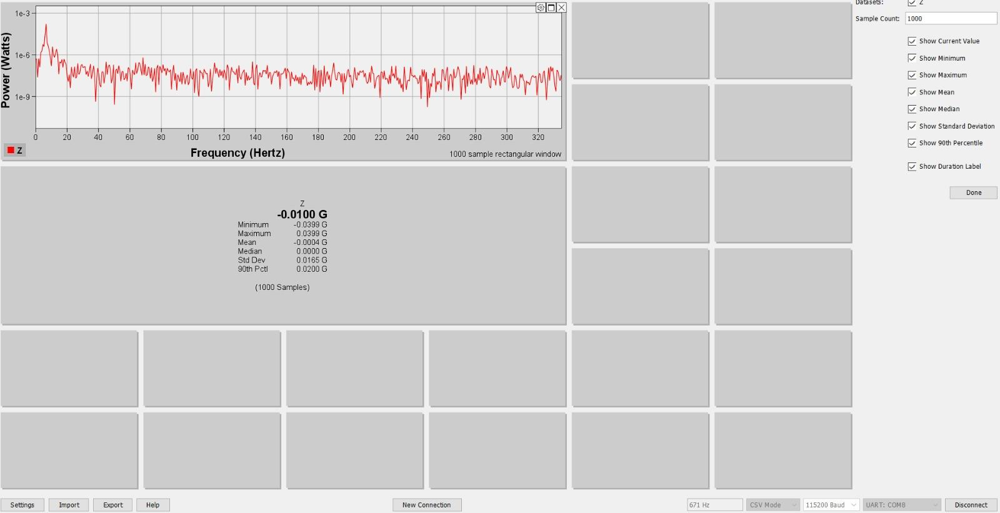 Datasets: Z
Sample Count: 1000
Show Current Value
Show Minimum
Show Maximum
Show Mean
Show Median
Show Standard Deviation
Show 90th Percentile
Show Duration Label
Done
Power (Watts)
1e-3
1e-6
1e-9
0 20 40 60 80 100 120 140 160 180 200 220 240 260 280 300 320
Z
Frequency (Hertz)
1000 sample rectangular window
Z
-0.0100 G
Minimum -0.0399 G
Maximum 0.0399 G
Mean -0.0004 G
Median 0.0000 G
Std Dev 0.0165 G
90th Pctl 0.0200 G
(1000 Samples)
Settings Import Export Help New Connection 671 Hz CSV Mode 115200 Baud UART: COM8 Disconnect